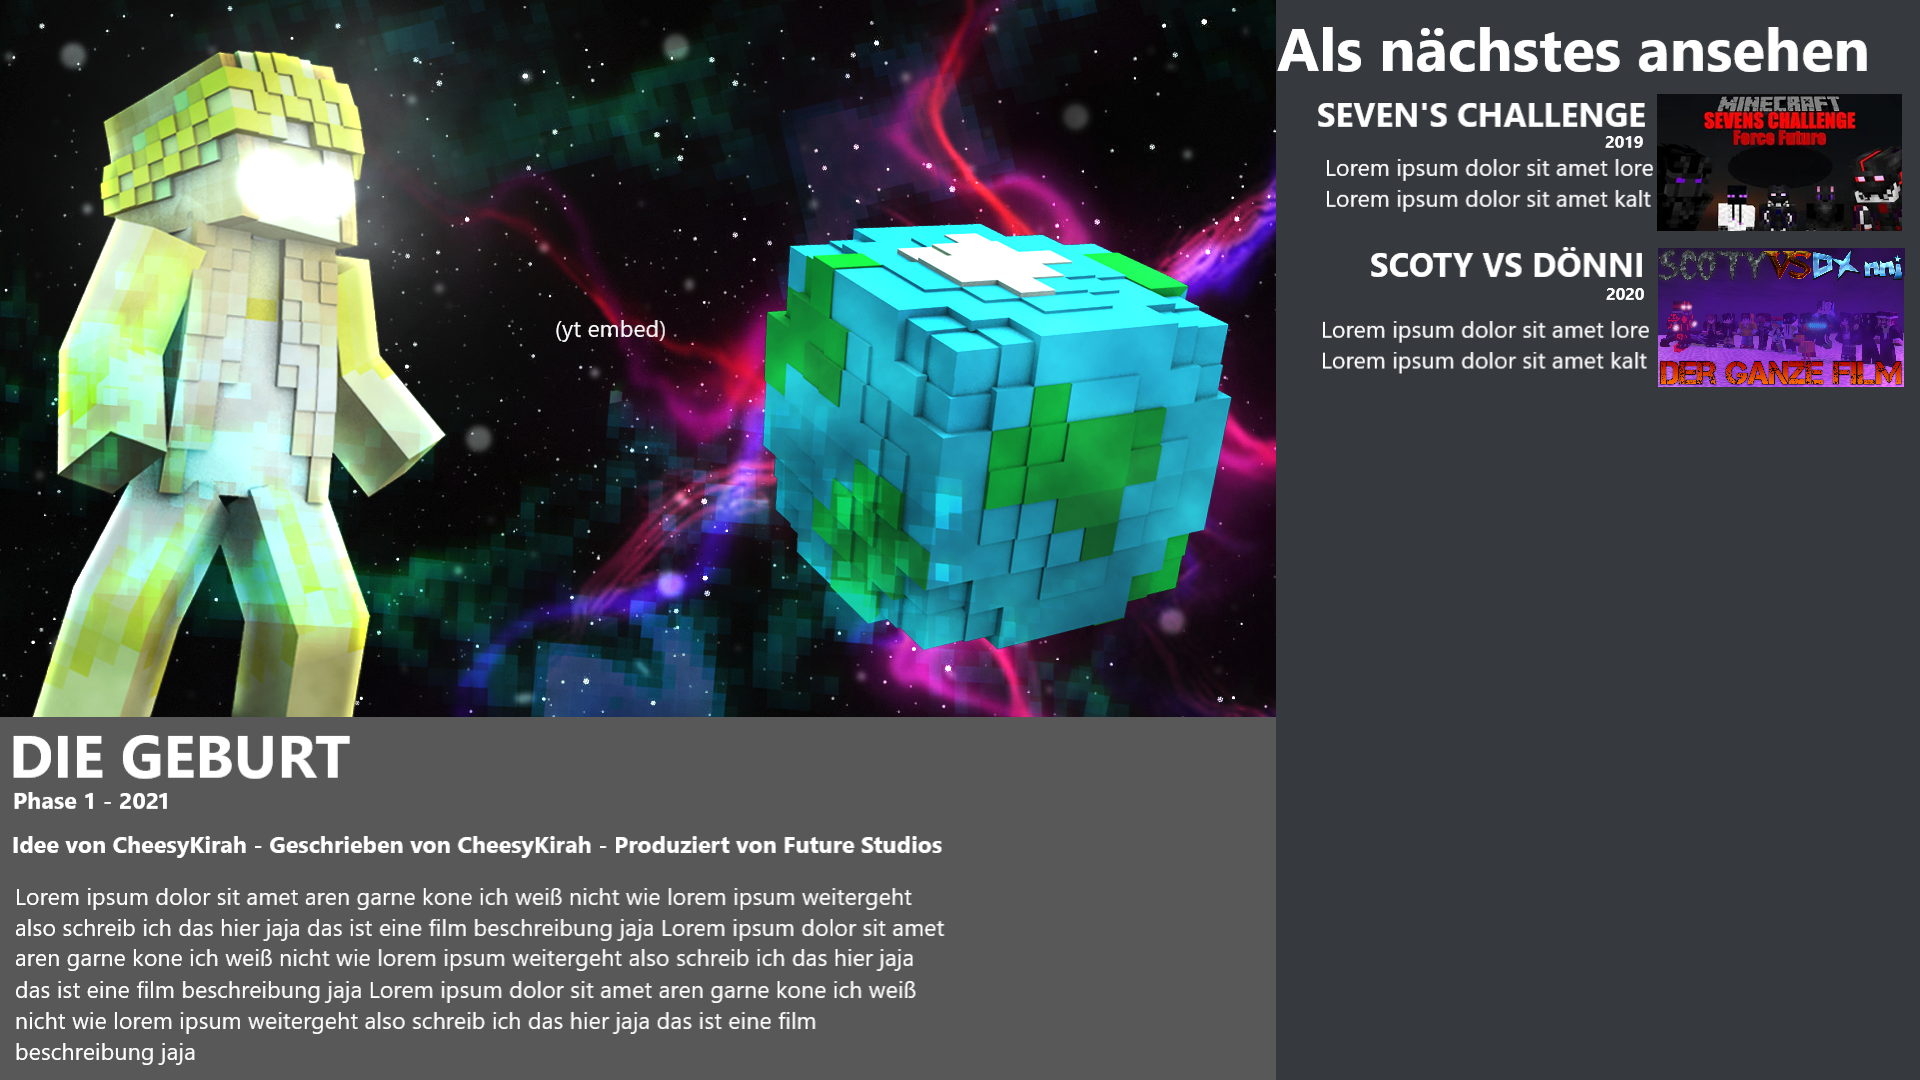 (yt embed)
DIE GEBURT
Phase 1 - 2021
Idee von CheesyKirah - Geschrieben von CheesyKirah - Produziert von Future Studios
Lorem ipsum dolor sit amet aren garne kone ich weiß nicht wie lorem ipsum weitergeht
also schreib ich das hier jaja das ist eine film beschreibung jaja Lorem ipsum dolor sit amet
aren garne kone ich weiß nicht wie lorem ipsum weitergeht also schreib ich das hier jaja
das ist eine film beschreibung jaja Lorem ipsum dolor sit amet aren garne kone ich weiß
nicht wie lorem ipsum weitergeht also schreib ich das hier jaja das ist eine film
beschreibung jaja
Als nächstes ansehen
SEVEN'S CHALLENGE
2019
Lorem ipsum dolor sit amet lore
Lorem ipsum dolor sit amet kalt
MINECRAFT
SEVENS CHALLENGE
Force Future
SCOTY VS DÖNNI
2020
Lorem ipsum dolor sit amet lore
Lorem ipsum dolor sit amet kalt
SCOTYVSDXnni
DER GANZE FILM